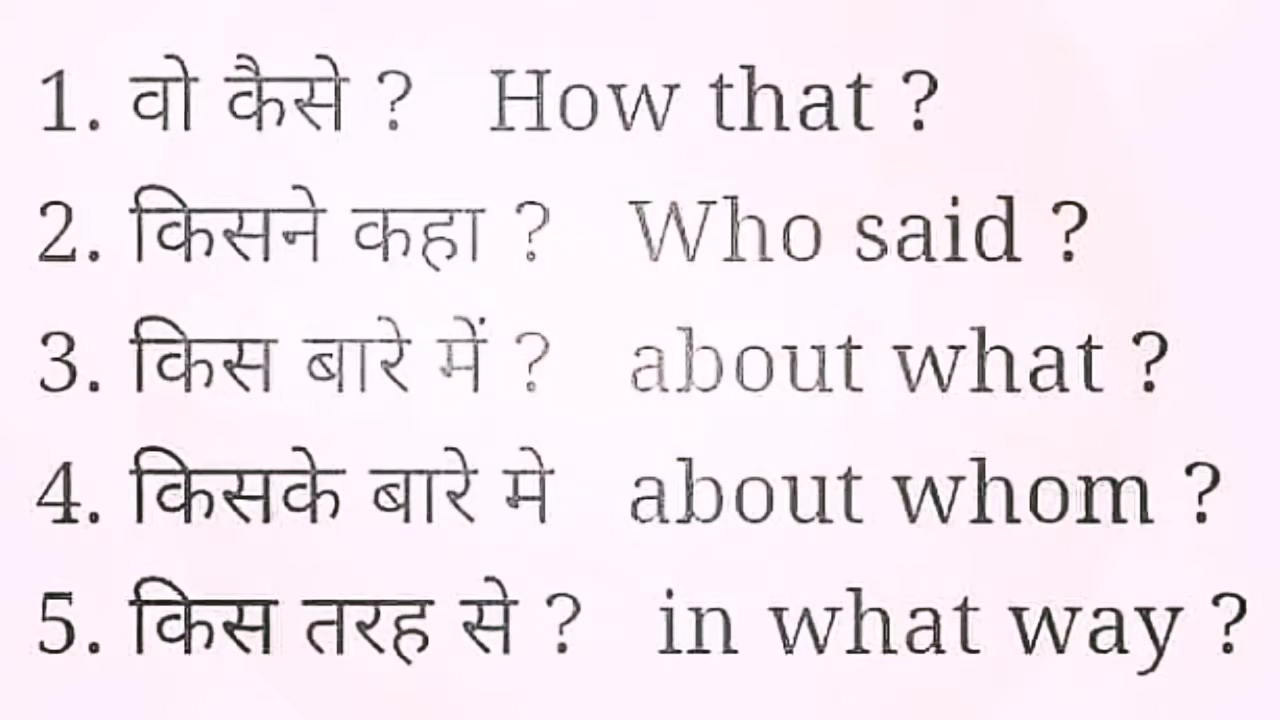 1. वो कैसे ? How that ?
2. किसने कहा ? Who said ?
3. किस बारे में ? about what ?
4. किसके बारे मे about whom ?
5. किस तरह से ? in what way ?